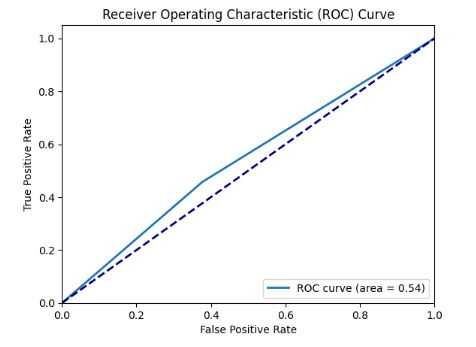 Receiver Operating Characteristic (ROC) Curve
1.0
0.8
0.6
0.4
0.2
0.0
True Positive Rate
ROC curve (area = 0.54)
0.0 0.2 0.4 0.6 0.8 1.0
False Positive Rate